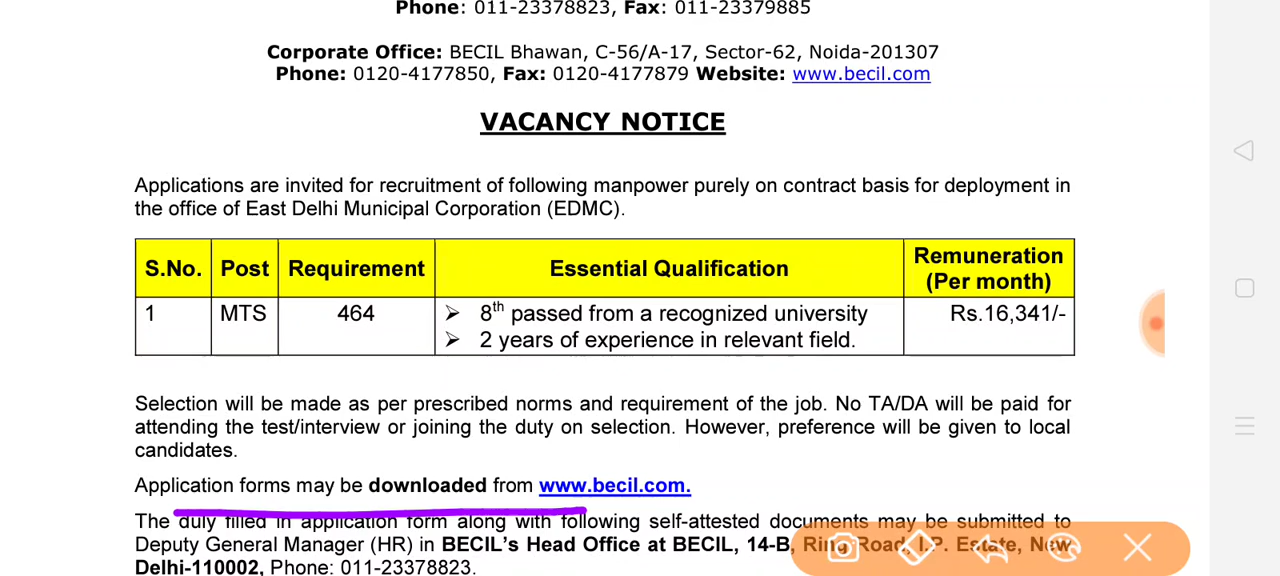 Phone: 011-23378823, Fax: 011-23379885
Corporate Office: BECIL Bhawan, C-56/A-17, Sector-62, Noida-201307
Phone: 0120-4177850, Fax: 0120-4177879 Website: www.becil.com
VACANCY NOTICE
Applications are invited for recruitment of following manpower purely on contract basis for deployment in
the office of East Delhi Municipal Corporation (EDMC).
S.No. Post Requirement Essential Qualification Remuneration (Per month)
1 MTS 464 ➢ 8th passed from a recognized university Rs.16,341/-
➢ 2 years of experience in relevant field.
Selection will be made as per prescribed norms and requirement of the job. No TA/DA will be paid for
attending the test/interview or joining the duty on selection. However, preference will be given to local
candidates.
Application forms may be downloaded from www.becil.com.
The duly filled in application form along with following self-attested documents may be submitted to
Deputy General Manager (HR) in BECIL's Head Office at BECIL, 14-B, Ring Road, I.P. Estate, New
Delhi-110002, Phone: 011-23378823.